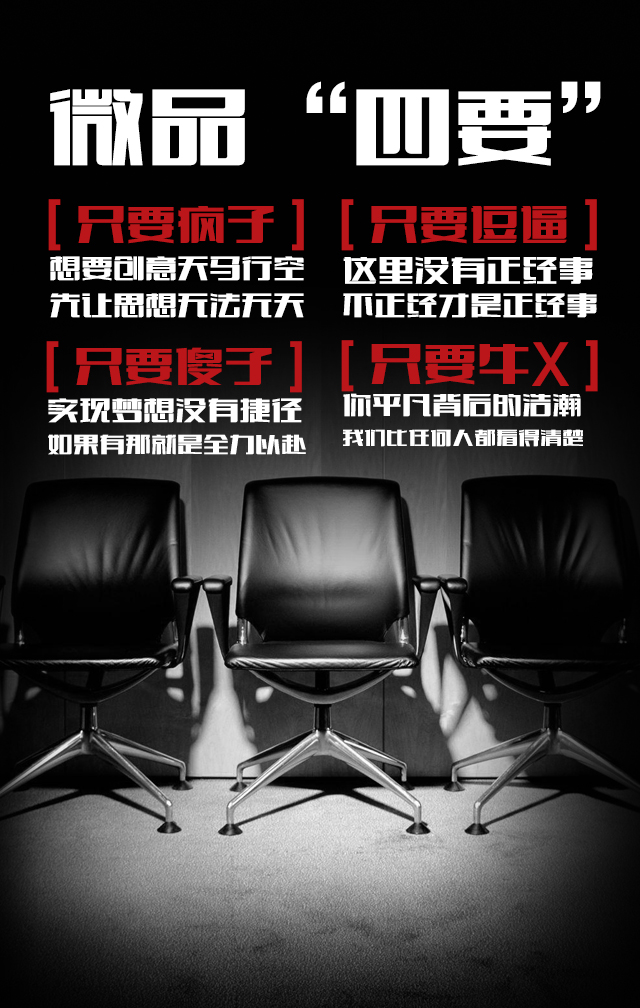 微品 “四要”
[ 只要疯子 ]
想要创意天马行空
先让思想无法无天
[ 只要逗逼 ]
这里没有正经事
不正经才是正经事
[ 只要傻子 ]
实现梦想没有捷径
如果有那就是全力以赴
[ 只要牛X ]
你平凡背后的浩瀚
我们比任何人都看得清楚